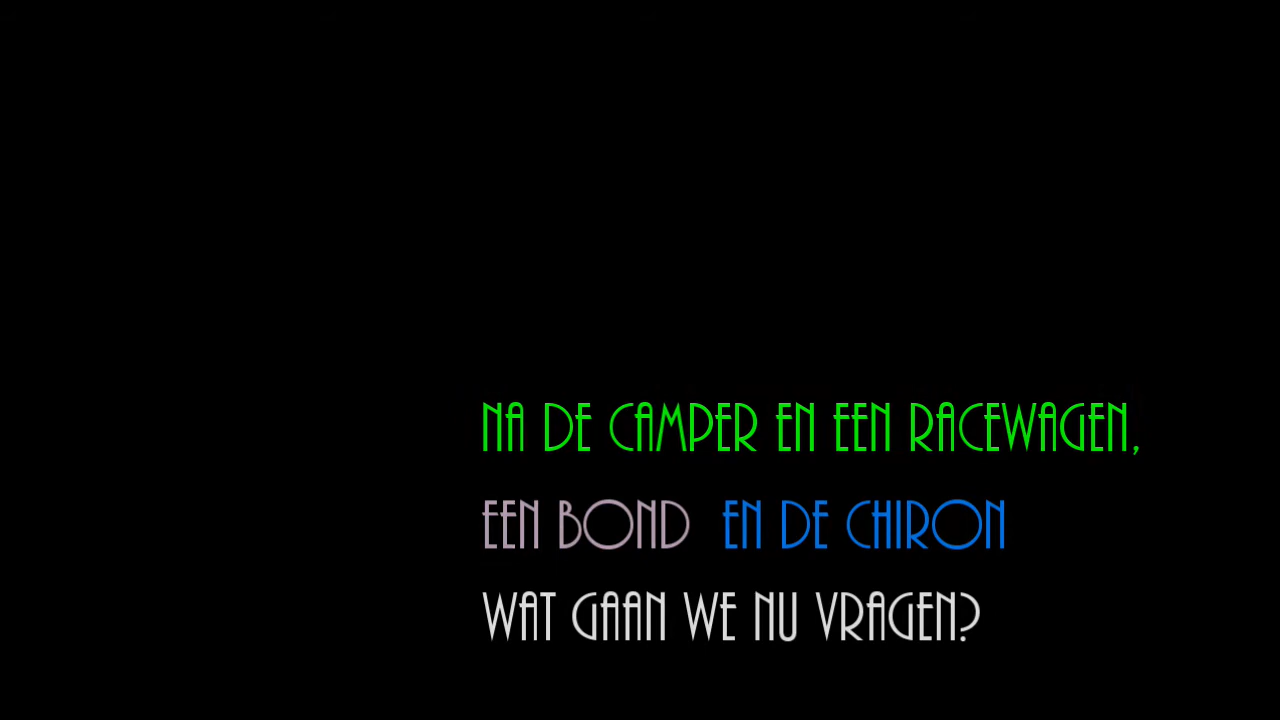 NA DE CAMPER EN EEN RACEWAGEN,
EEN BOND EN DE CHIRON
WAT GAAN WE NU VRAGEN?